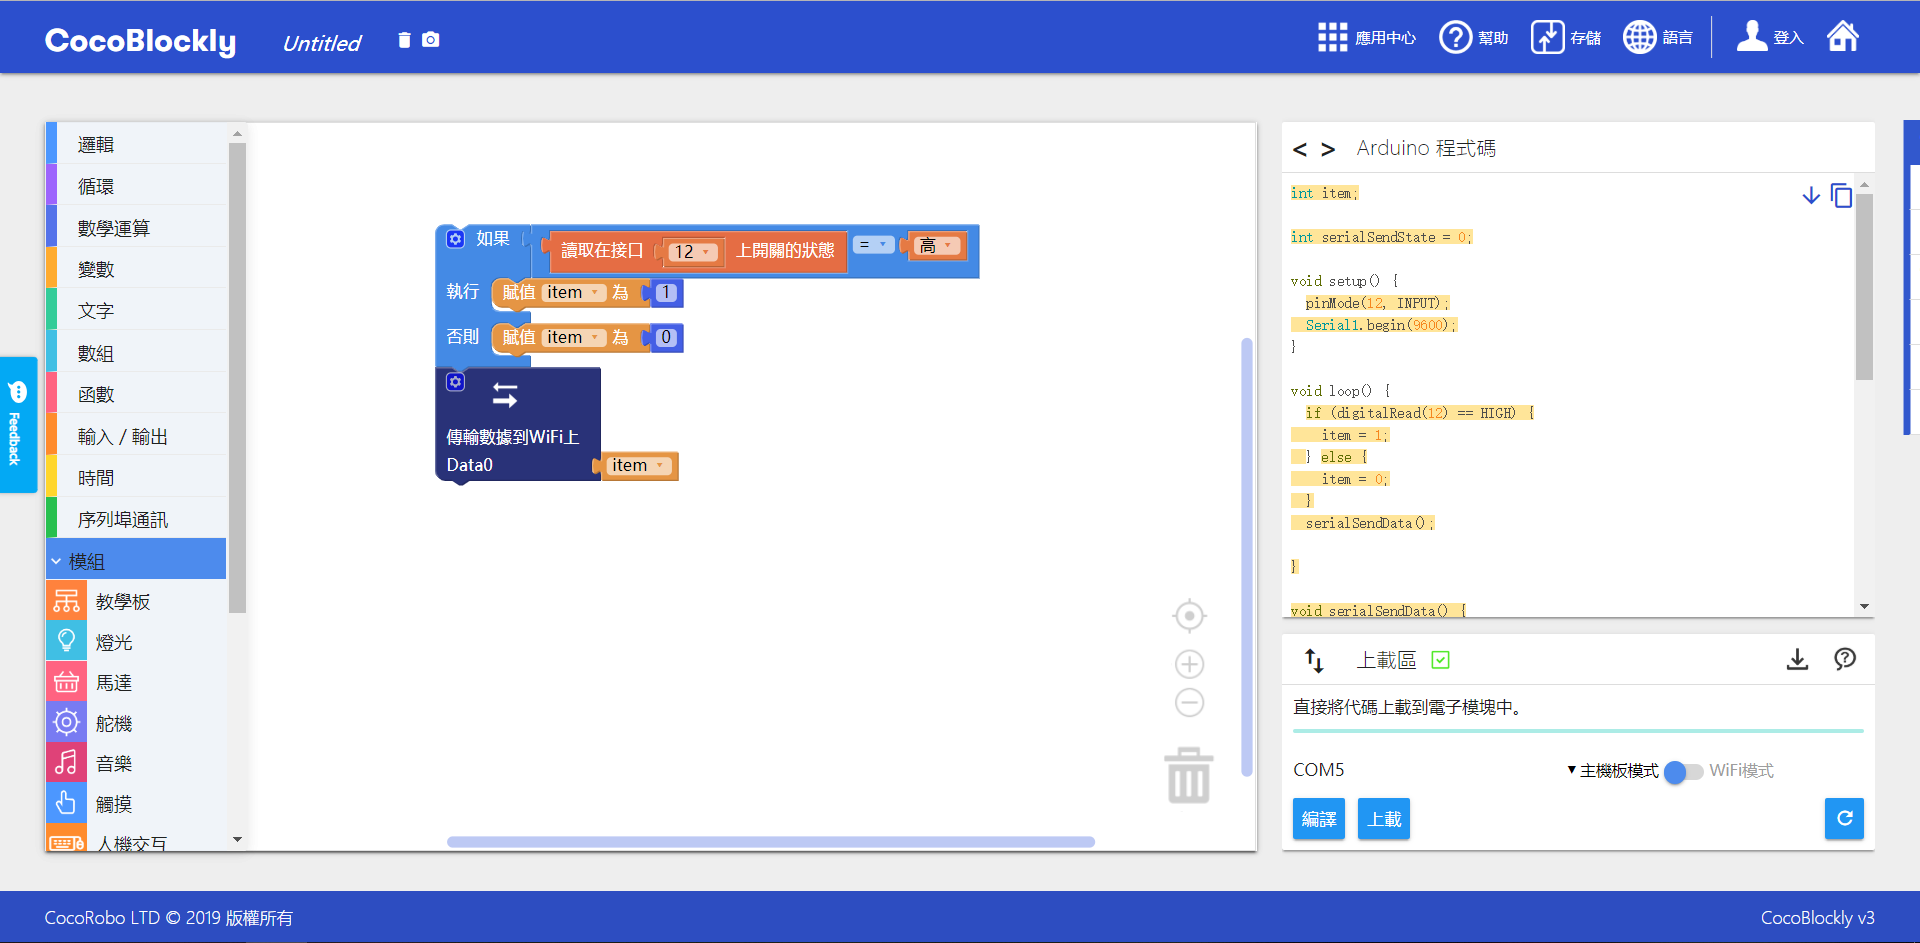 CocoBlockly
Untitled
應用中心
幫助
存儲
語言
登入
Feedback
邏輯
循環
數學運算
變數
文字
數組
函數
輸入 / 輸出
時間
序列埠通訊
模組
教學板
燈光
馬達
舵機
音樂
觸摸
人機交互
如果 讀取在接口 12 上開關的狀態 = 高
執行 賦值 item 為 1
否則 賦值 item 為 0
傳輸數據到WiFi上
Data0 item
< > Arduino 程式碼
int item;
int serialSendState = 0;
void setup() {
pinMode(12, INPUT);
Serial1.begin(9600);
}
void loop() {
if (digitalRead(12) == HIGH) {
item = 1;
} else {
item = 0;
}
serialSendData();
}
void serialSendData() {
上載區
直接將代碼上載到電子模塊中。
COM5
主機板模式
WiFi模式
編譯
上載
CocoRobo LTD © 2019 版權所有
CocoBlockly v3